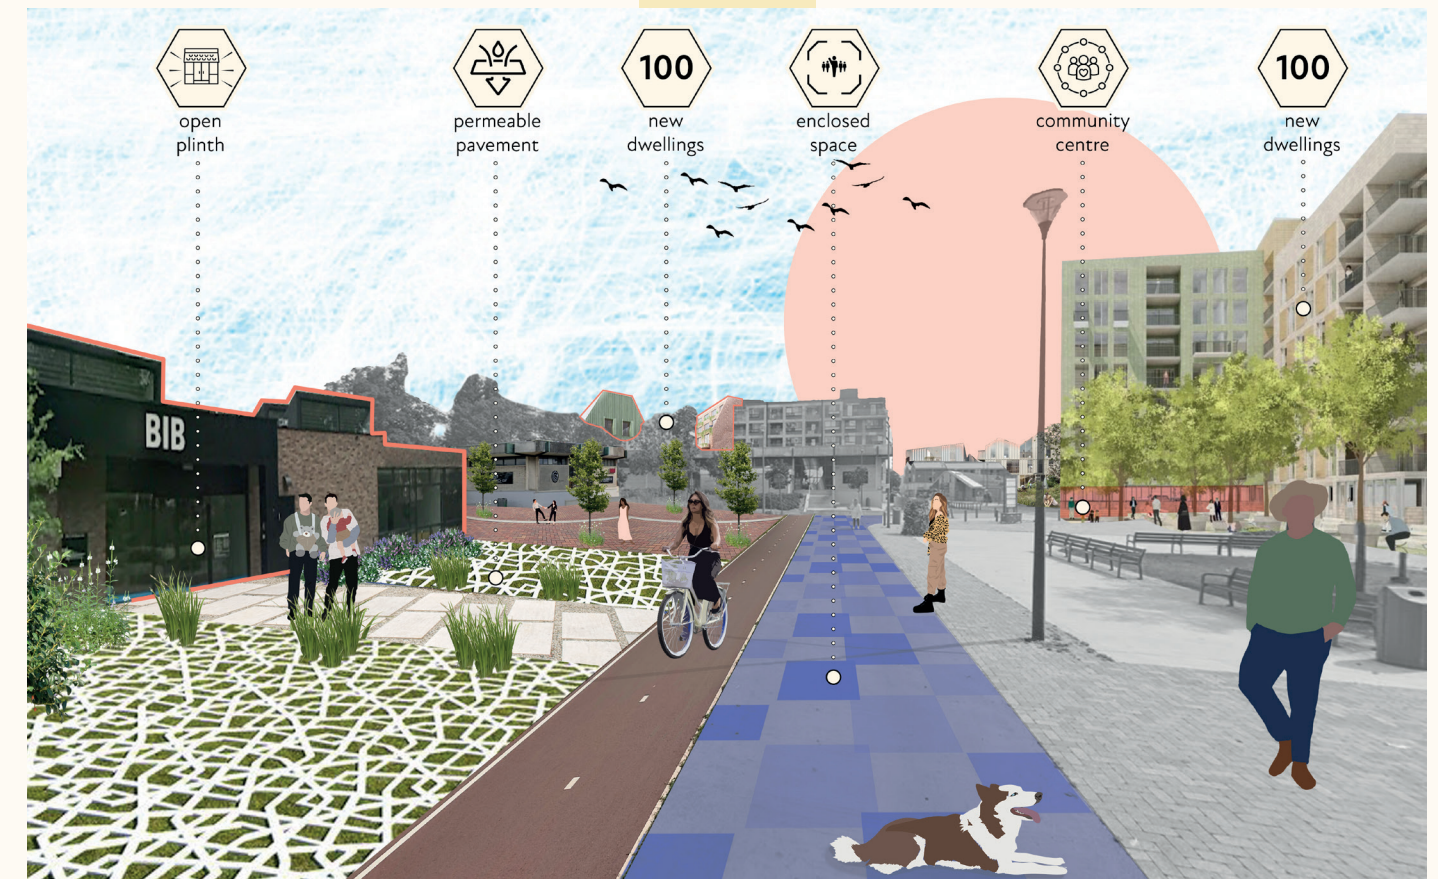 open
plinth
permeable
pavement
100
new
dwellings
enclosed
space
community
centre
100
new
dwellings
BIB